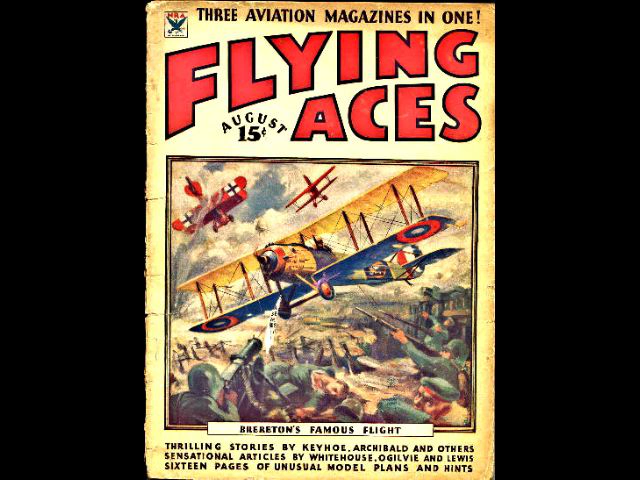 NRA
THREE AVIATION MAGAZINES IN ONE!
FLYING
ACES
AUGUST
15¢
BRERETON'S FAMOUS FLIGHT
THRILLING STORIES BY KEYHOE, ARCHIBALD AND OTHERS
SENSATIONAL ARTICLES BY WHITEHOUSE, OGILVIE AND LEWIS
SIXTEEN PAGES OF UNUSUAL MODEL PLANS AND HINTS